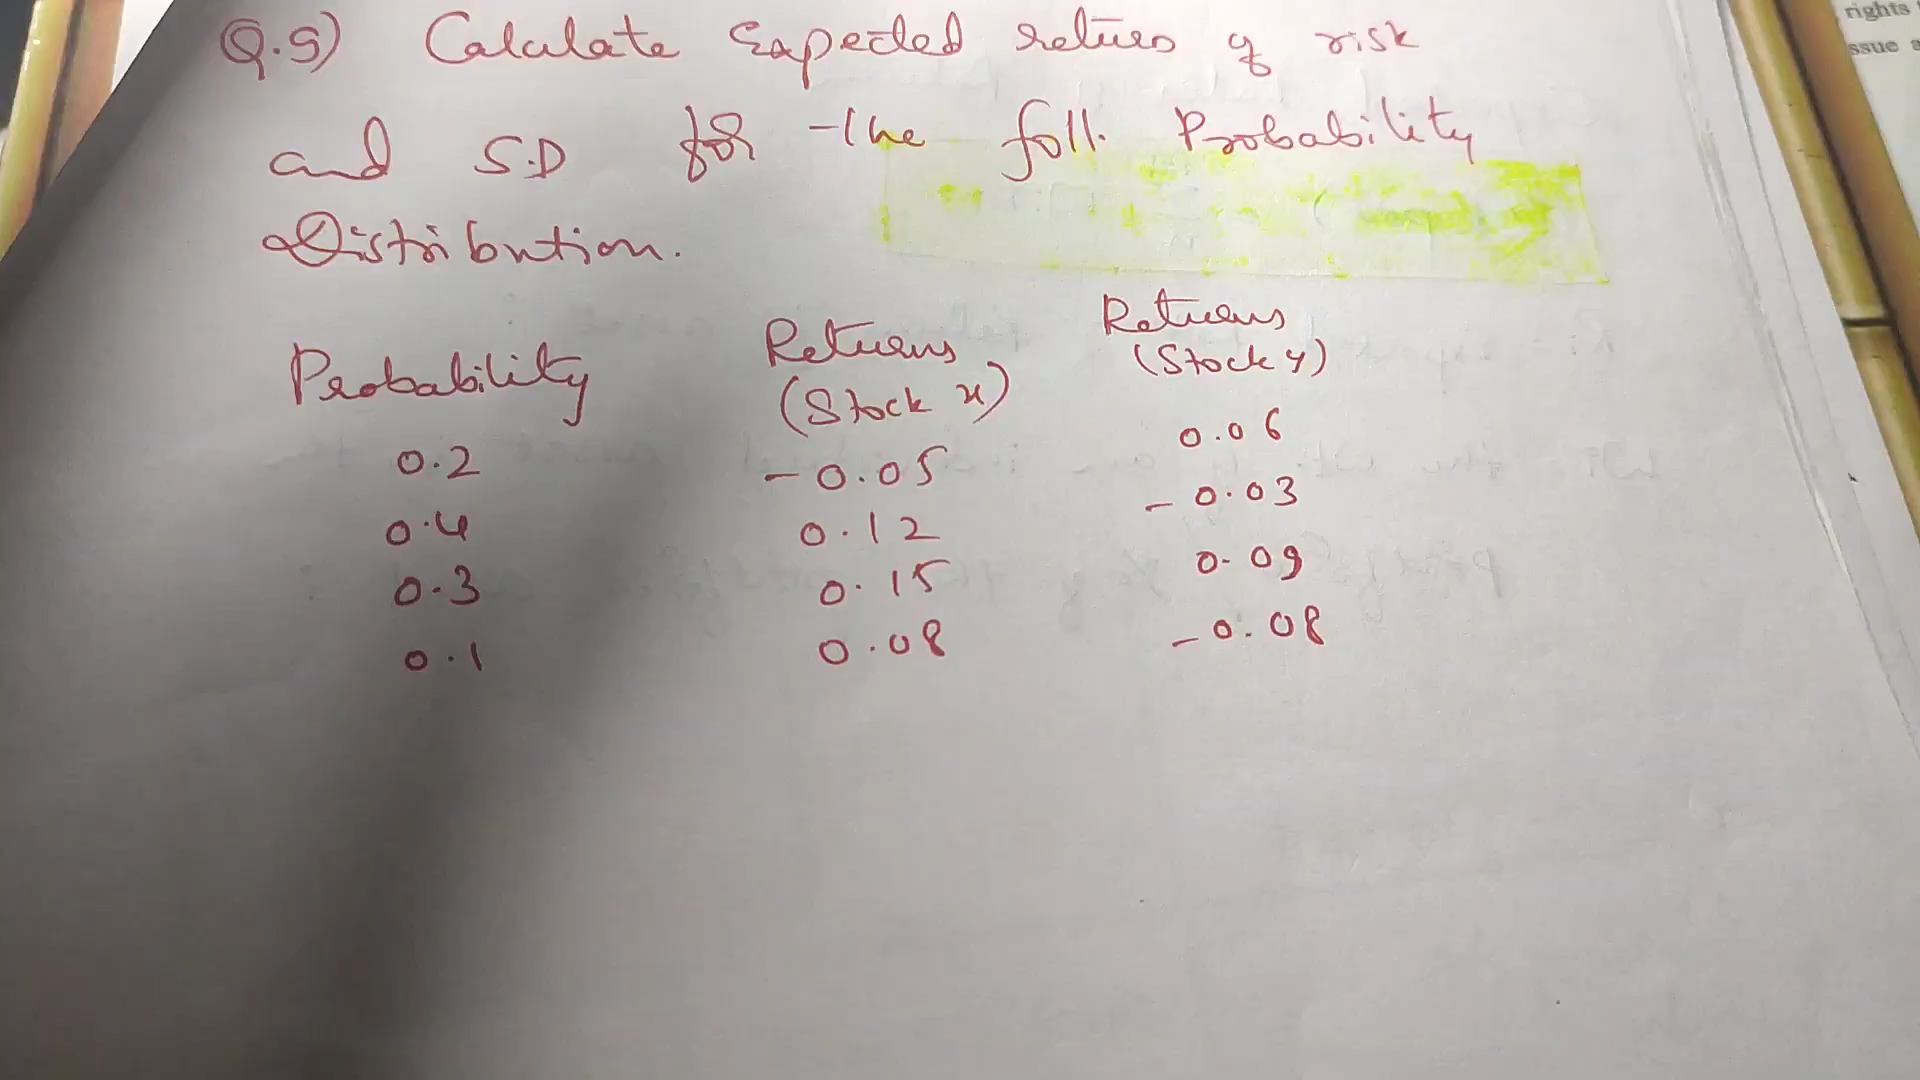 Q.9) Calculate Expected return of risk
and S.D for the foll. Probability
Distribution.
Probability Returns (Stock x) Returns (Stock y)
0.2 -0.05 0.06
0.4 0.12 -0.03
0.3 0.15 0.09
0.1 0.08 -0.08
rights
ssue